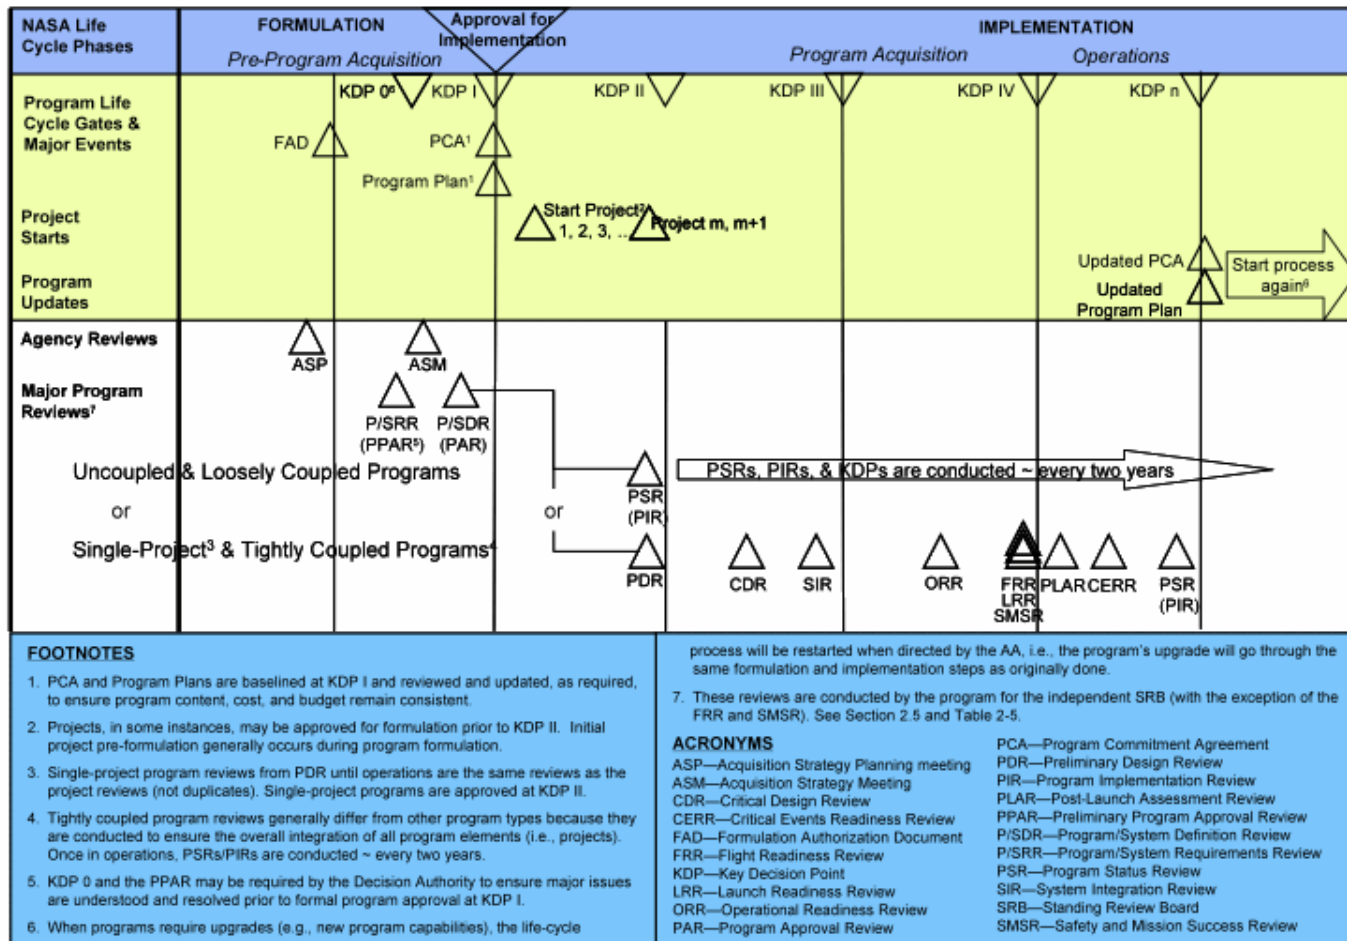 NASA Life
Cycle Phases
FORMULATION
Pre-Program Acquisition
Approval for
Implementation
IMPLEMENTATION
Program Acquisition
Operations
Program Life
Cycle Gates &
Major Events
KDP 0⁶
KDP I
KDP II
KDP III
KDP IV
KDP n
FAD
PCA¹
Program Plan¹
Project
Starts
Start Project²
1, 2, 3, ...
Project m, m+1
Program
Updates
Updated PCA
Updated
Program Plan
Start process
again⁶
Agency Reviews
ASP
ASM
Major Program
Reviews⁷
P/SRR
(PPAR⁵)
P/SDR
(PAR)
Uncoupled & Loosely Coupled Programs
PSR
(PIR)
PSRs, PIRs, & KDPs are conducted ~ every two years
or
or
Single-Project³ & Tightly Coupled Programs⁴
PDR
CDR
SIR
ORR
FRR
LRR
SMSR
PLAR
CERR
PSR
(PIR)
FOOTNOTES
1. PCA and Program Plans are baselined at KDP I and reviewed and updated, as required,
to ensure program content, cost, and budget remain consistent.
2. Projects, in some instances, may be approved for formulation prior to KDP II. Initial
project pre-formulation generally occurs during program formulation.
3. Single-project program reviews from PDR until operations are the same reviews as the
project reviews (not duplicates). Single-project programs are approved at KDP II.
4. Tightly coupled program reviews generally differ from other program types because they
are conducted to ensure the overall integration of all program elements (i.e., projects).
Once in operations, PSRs/PIRs are conducted ~ every two years.
5. KDP 0 and the PPAR may be required by the Decision Authority to ensure major issues
are understood and resolved prior to formal program approval at KDP I.
6. When programs require upgrades (e.g., new program capabilities), the life-cycle
process will be restarted when directed by the AA, i.e., the program's upgrade will go through the
same formulation and implementation steps as originally done.
7. These reviews are conducted by the program for the independent SRB (with the exception of the
FRR and SMSR). See Section 2.5 and Table 2-5.
ACRONYMS
ASP—Acquisition Strategy Planning meeting
ASM—Acquisition Strategy Meeting
CDR—Critical Design Review
CERR—Critical Events Readiness Review
FAD—Formulation Authorization Document
FRR—Flight Readiness Review
KDP—Key Decision Point
LRR—Launch Readiness Review
ORR—Operational Readiness Review
PAR—Program Approval Review
PCA—Program Commitment Agreement
PDR—Preliminary Design Review
PIR—Program Implementation Review
PLAR—Post-Launch Assessment Review
PPAR—Preliminary Program Approval Review
P/SDR—Program/System Definition Review
P/SRR—Program/System Requirements Review
PSR—Program Status Review
SIR—System Integration Review
SRB—Standing Review Board
SMSR—Safety and Mission Success Review